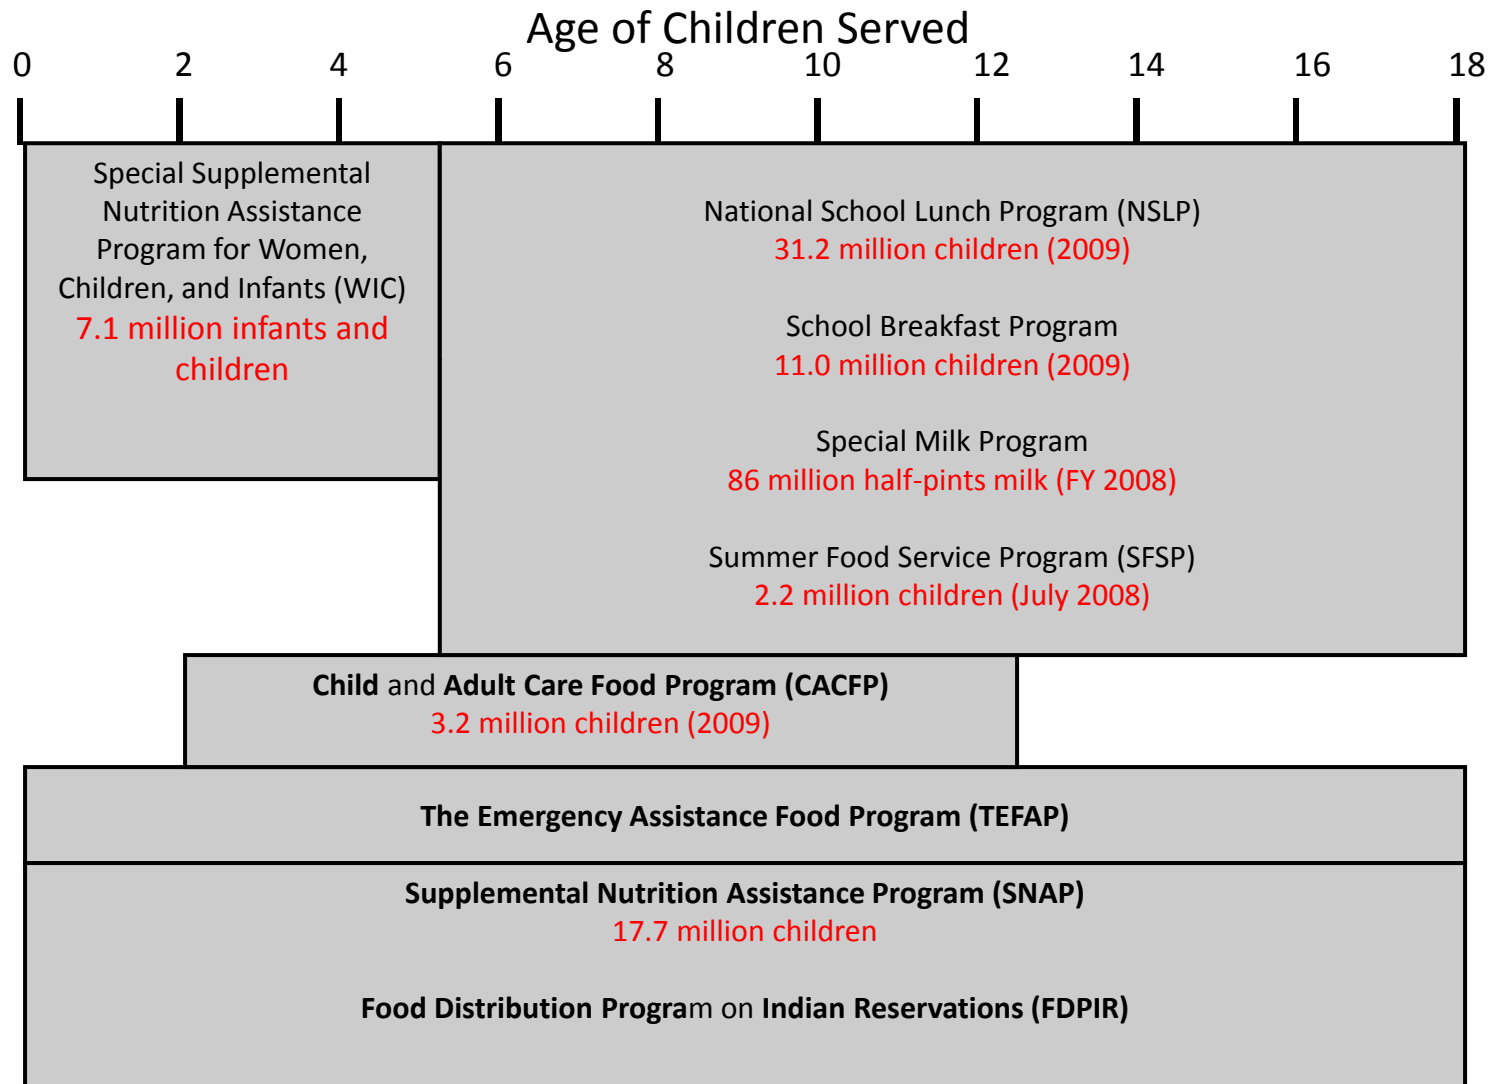 Age of Children Served
0 2 4 6 8 10 12 14 16 18
Special Supplemental
Nutrition Assistance
Program for Women,
Children, and Infants (WIC)
7.1 million infants and
children
National School Lunch Program (NSLP)
31.2 million children (2009)
School Breakfast Program
11.0 million children (2009)
Special Milk Program
86 million half-pints milk (FY 2008)
Summer Food Service Program (SFSP)
2.2 million children (July 2008)
Child and Adult Care Food Program (CACFP)
3.2 million children (2009)
The Emergency Assistance Food Program (TEFAP)
Supplemental Nutrition Assistance Program (SNAP)
17.7 million children
Food Distribution Program on Indian Reservations (FDPIR)